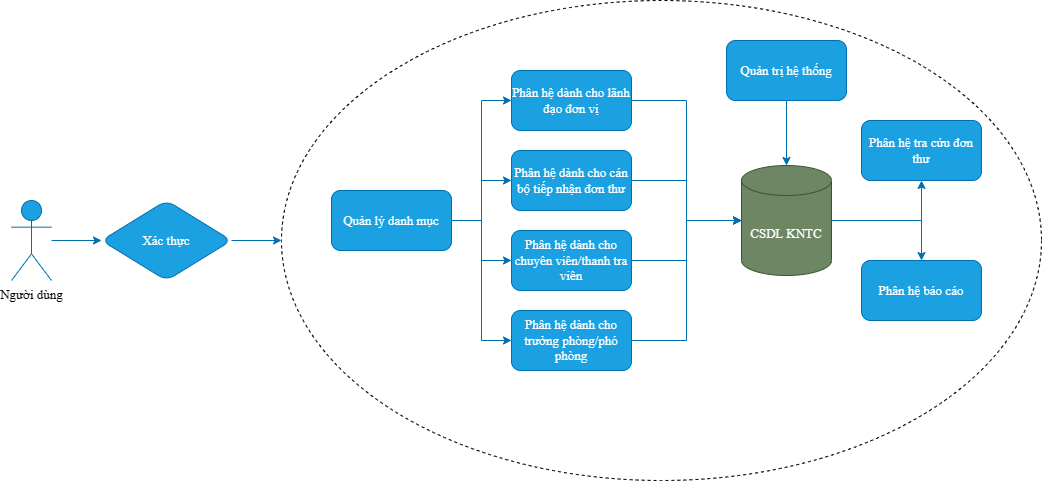 Người dùng
Xác thực
Quản lý danh mục
Phân hệ dành cho lãnh
đạo đơn vị
Phân hệ dành cho cán
bộ tiếp nhận đơn thư
Phân hệ dành cho
chuyên viên/thanh tra
viên
Phân hệ dành cho
trưởng phòng/phó
phòng
Quản trị hệ thống
CSDL KNTC
Phân hệ tra cứu đơn
thư
Phân hệ báo cáo